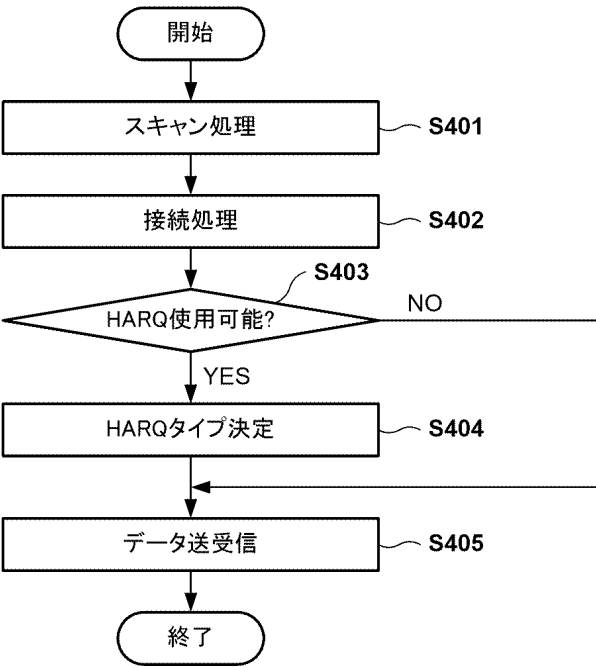 開始
スキャン処理
S401
接続処理
S402
S403
HARQ使用可能?
NO
YES
HARQタイプ決定
S404
データ送受信
S405
終了